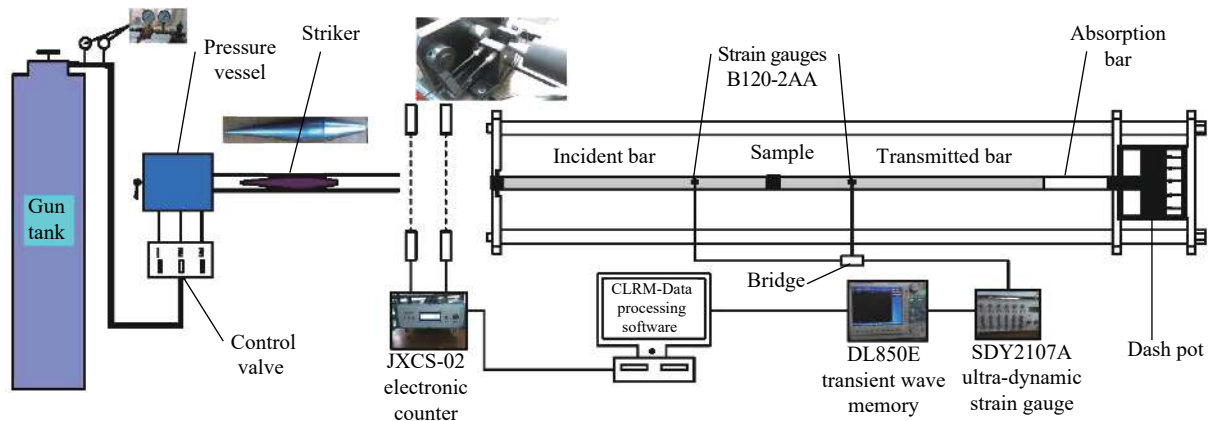 Pressure
vessel
Striker
Strain gauges
B120-2AA
Absorption
bar
Incident bar
Sample
Transmitted bar
Gun
tank
Bridge
CLRM-Data
processing
software
Control
valve
JXCS-02
electronic
counter
DL850E
transient wave
memory
SDY2107A
ultra-dynamic
strain gauge
Dash pot